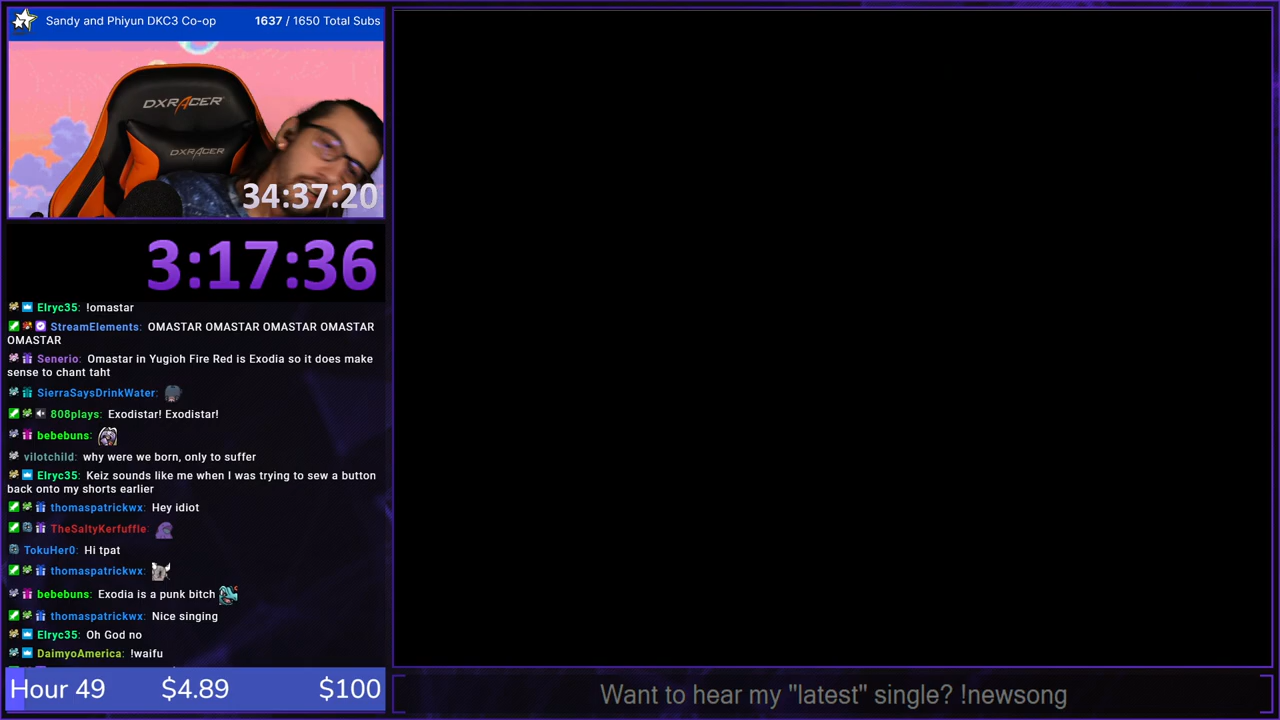 Sandy and Phiyun DKC3 Co-op 1637 / 1650 Total Subs
DXRACER
DXRACER
34:37:20
3:17:36
Elryc35: !omastar
StreamElements: OMASTAR OMASTAR OMASTAR OMASTAR
OMASTAR
Senerio: Omastar in Yugioh Fire Red is Exodia so it does make
sense to chant taht
SierraSaysDrinkWater:
808plays: Exodistar! Exodistar!
bebebuns:
vilotchild: why were we born, only to suffer
Elryc35: Keiz sounds like me when I was trying to sew a button
back onto my shorts earlier
thomaspatrickwx: Hey idiot
TheSaltyKerfuffle:
TokuHer0: Hi tpat
thomaspatrickwx:
bebebuns: Exodia is a punk bitch
thomaspatrickwx: Nice singing
Elryc35: Oh God no
DaimyoAmerica: !waifu
Hour 49 $4.89 $100
Want to hear my "latest" single? !newsong